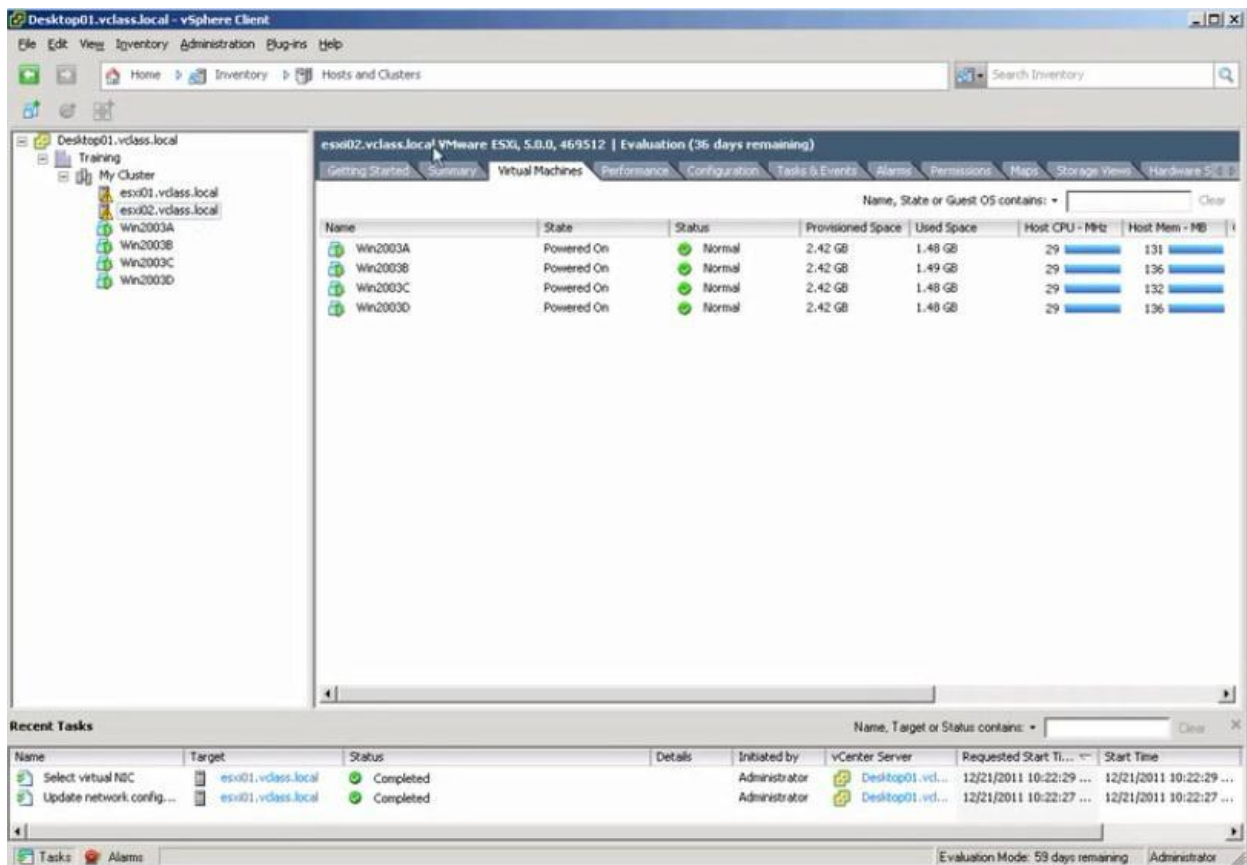 Desktop01.vclass.local - vSphere Client
File Edit View Inventory Administration Plug-ins Help
Home Inventory Hosts and Clusters Search Inventory
Desktop01.vclass.local
Training
My Cluster
esxi01.vclass.local
esxi02.vclass.local
Win2003A
Win2003B
Win2003C
Win2003D
esxi02.vclass.local VMware ESXi, 5.0.0, 469512 | Evaluation (36 days remaining)
Getting Started Summary Virtual Machines Performance Configuration Tasks & Events Alarms Permissions Maps Storage Views Hardware S
Name, State or Guest OS contains: Clear
Name State Status Provisioned Space Used Space Host CPU - MHz Host Mem - MB
Win2003A Powered On Normal 2.42 GB 1.48 GB 29 131
Win2003B Powered On Normal 2.42 GB 1.49 GB 29 136
Win2003C Powered On Normal 2.42 GB 1.48 GB 29 132
Win2003D Powered On Normal 2.42 GB 1.48 GB 29 136
Recent Tasks Name, Target or Status contains: Clear
Name Target Status Details Initiated by vCenter Server Requested Start Ti... Start Time
Select virtual NIC esxi01.vclass.local Completed Administrator Desktop01.vcl... 12/21/2011 10:22:29 ... 12/21/2011 10:22:29 ...
Update network config.... esxi01.vclass.local Completed Administrator Desktop01.vcl... 12/21/2011 10:22:27 ... 12/21/2011 10:22:27 ...
Tasks Alarms Evaluation Mode: 59 days remaining Administrator